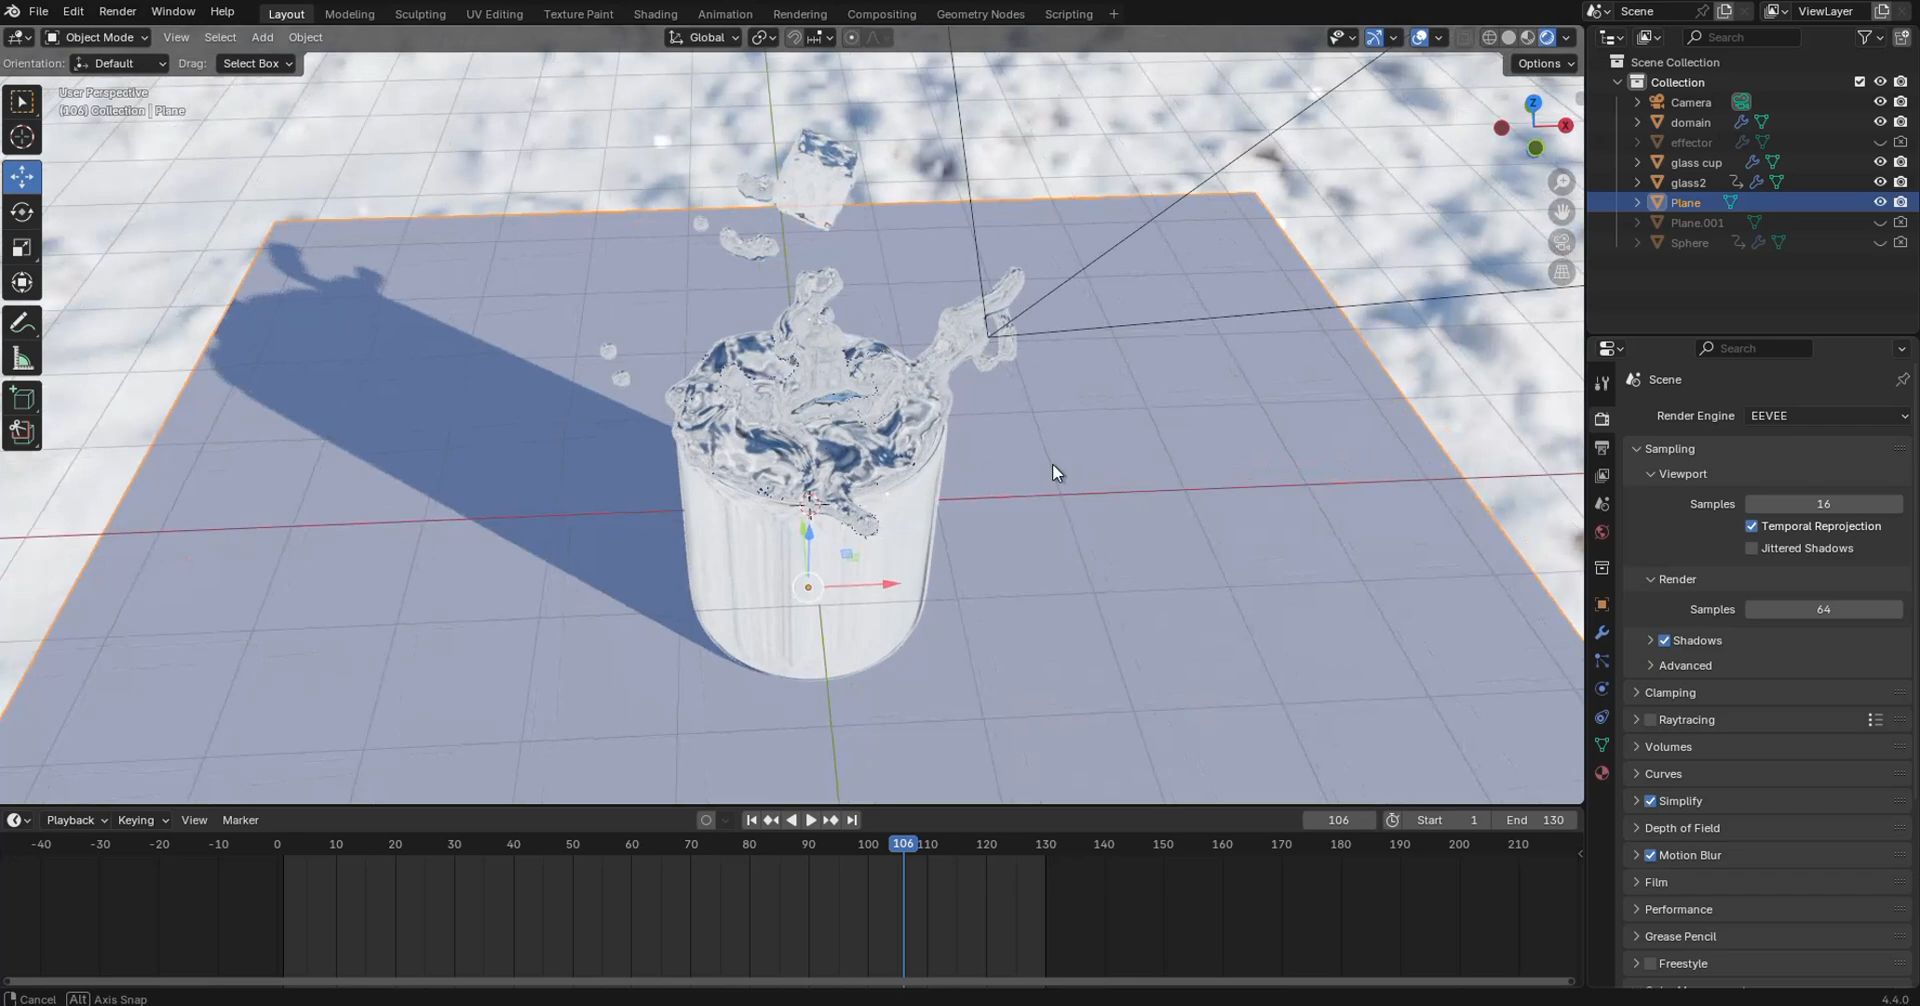 File Edit Render Window Help Layout Modeling Sculpting UV Editing Texture Paint Shading Animation Rendering Compositing Geometry Nodes Scripting + Scene ViewLayer
Object Mode View Select Add Object Global Search
Orientation: Default Drag: Select Box Options
User Perspective
(106) Collection | Plane
Z
X
Scene Collection
Collection
Camera
domain
effector
glass cup
glass2
Plane
Plane.001
Sphere
Search
Scene
Render Engine EEVEE
Sampling
Viewport
Samples 16
Temporal Reprojection
Jittered Shadows
Render
Samples 64
Shadows
Advanced
Clamping
Raytracing
Volumes
Curves
Simplify
Depth of Field
Motion Blur
Film
Performance
Grease Pencil
Freestyle
Playback Keying View Marker 106 Start 1 End 130
-40 -30 -20 -10 0 10 20 30 40 50 60 70 80 90 100 106 110 120 130 140 150 160 170 180 190 200 210
Cancel Alt Axis Snap 4.4.0